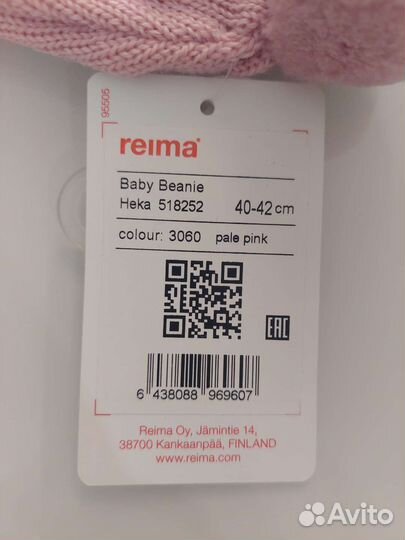 95505
reima
Baby Beanie
Heka 518252 40-42 cm
colour: 3060 pale pink
EAC
6 438088 969607
Reima Oy, Jämintie 14,
38700 Kankaanpää, FINLAND
www.reima.com
Avito